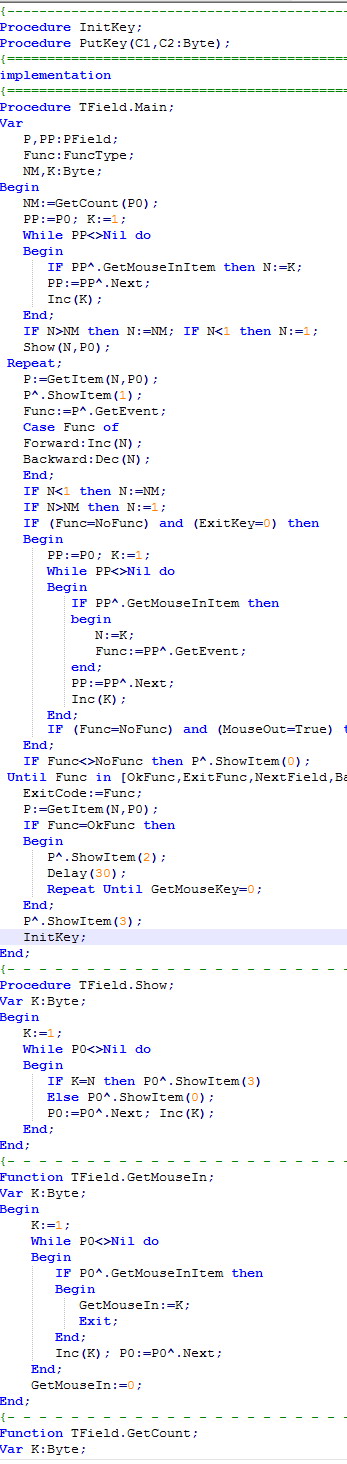 {------------------------------------------
Procedure InitKey;
Procedure PutKey(C1,C2:Byte);
{==========================================
implementation
{==========================================
Procedure TField.Main;
Var
P,PP:PField;
Func:FuncType;
NM,K:Byte;
Begin
NM:=GetCount(P0);
PP:=P0; K:=1;
While PP<>Nil do
Begin
IF PP^.GetMouseInItem then N:=K;
PP:=PP^.Next;
Inc(K);
End;
IF N>NM then N:=NM; IF N<1 then N:=1;
Show(N,P0);
Repeat;
P:=GetItem(N,P0);
P^.ShowItem(1);
Func:=P^.GetEvent;
Case Func of
Forward:Inc(N);
Backward:Dec(N);
End;
IF N<1 then N:=NM;
IF N>NM then N:=1;
IF (Func=NoFunc) and (ExitKey=0) then
Begin
PP:=P0; K:=1;
While PP<>Nil do
Begin
IF PP^.GetMouseInItem then
begin
N:=K;
Func:=PP^.GetEvent;
end;
PP:=PP^.Next;
Inc(K);
End;
IF (Func=NoFunc) and (MouseOut=True) t
End;
IF Func<>NoFunc then P^.ShowItem(0);
Until Func in [OkFunc,ExitFunc,NextField,Ba
ExitCode:=Func;
P:=GetItem(N,P0);
IF Func=OkFunc then
Begin
P^.ShowItem(2);
Delay(30);
Repeat Until GetMouseKey=0;
End;
P^.ShowItem(3);
InitKey;
End;
{- - - - - - - - - - - - - - - - - - - - -
Procedure TField.Show;
Var K:Byte;
Begin
K:=1;
While P0<>Nil do
Begin
IF K=N then P0^.ShowItem(3)
Else P0^.ShowItem(0);
P0:=P0^.Next; Inc(K);
End;
End;
{- - - - - - - - - - - - - - - - - - - - -
Function TField.GetMouseIn;
Var K:Byte;
Begin
K:=1;
While P0<>Nil do
Begin
IF P0^.GetMouseInItem then
Begin
GetMouseIn:=K;
Exit;
End;
Inc(K); P0:=P0^.Next;
End;
GetMouseIn:=0;
End;
{- - - - - - - - - - - - - - - - - - - - -
Function TField.GetCount;
Var K:Byte;